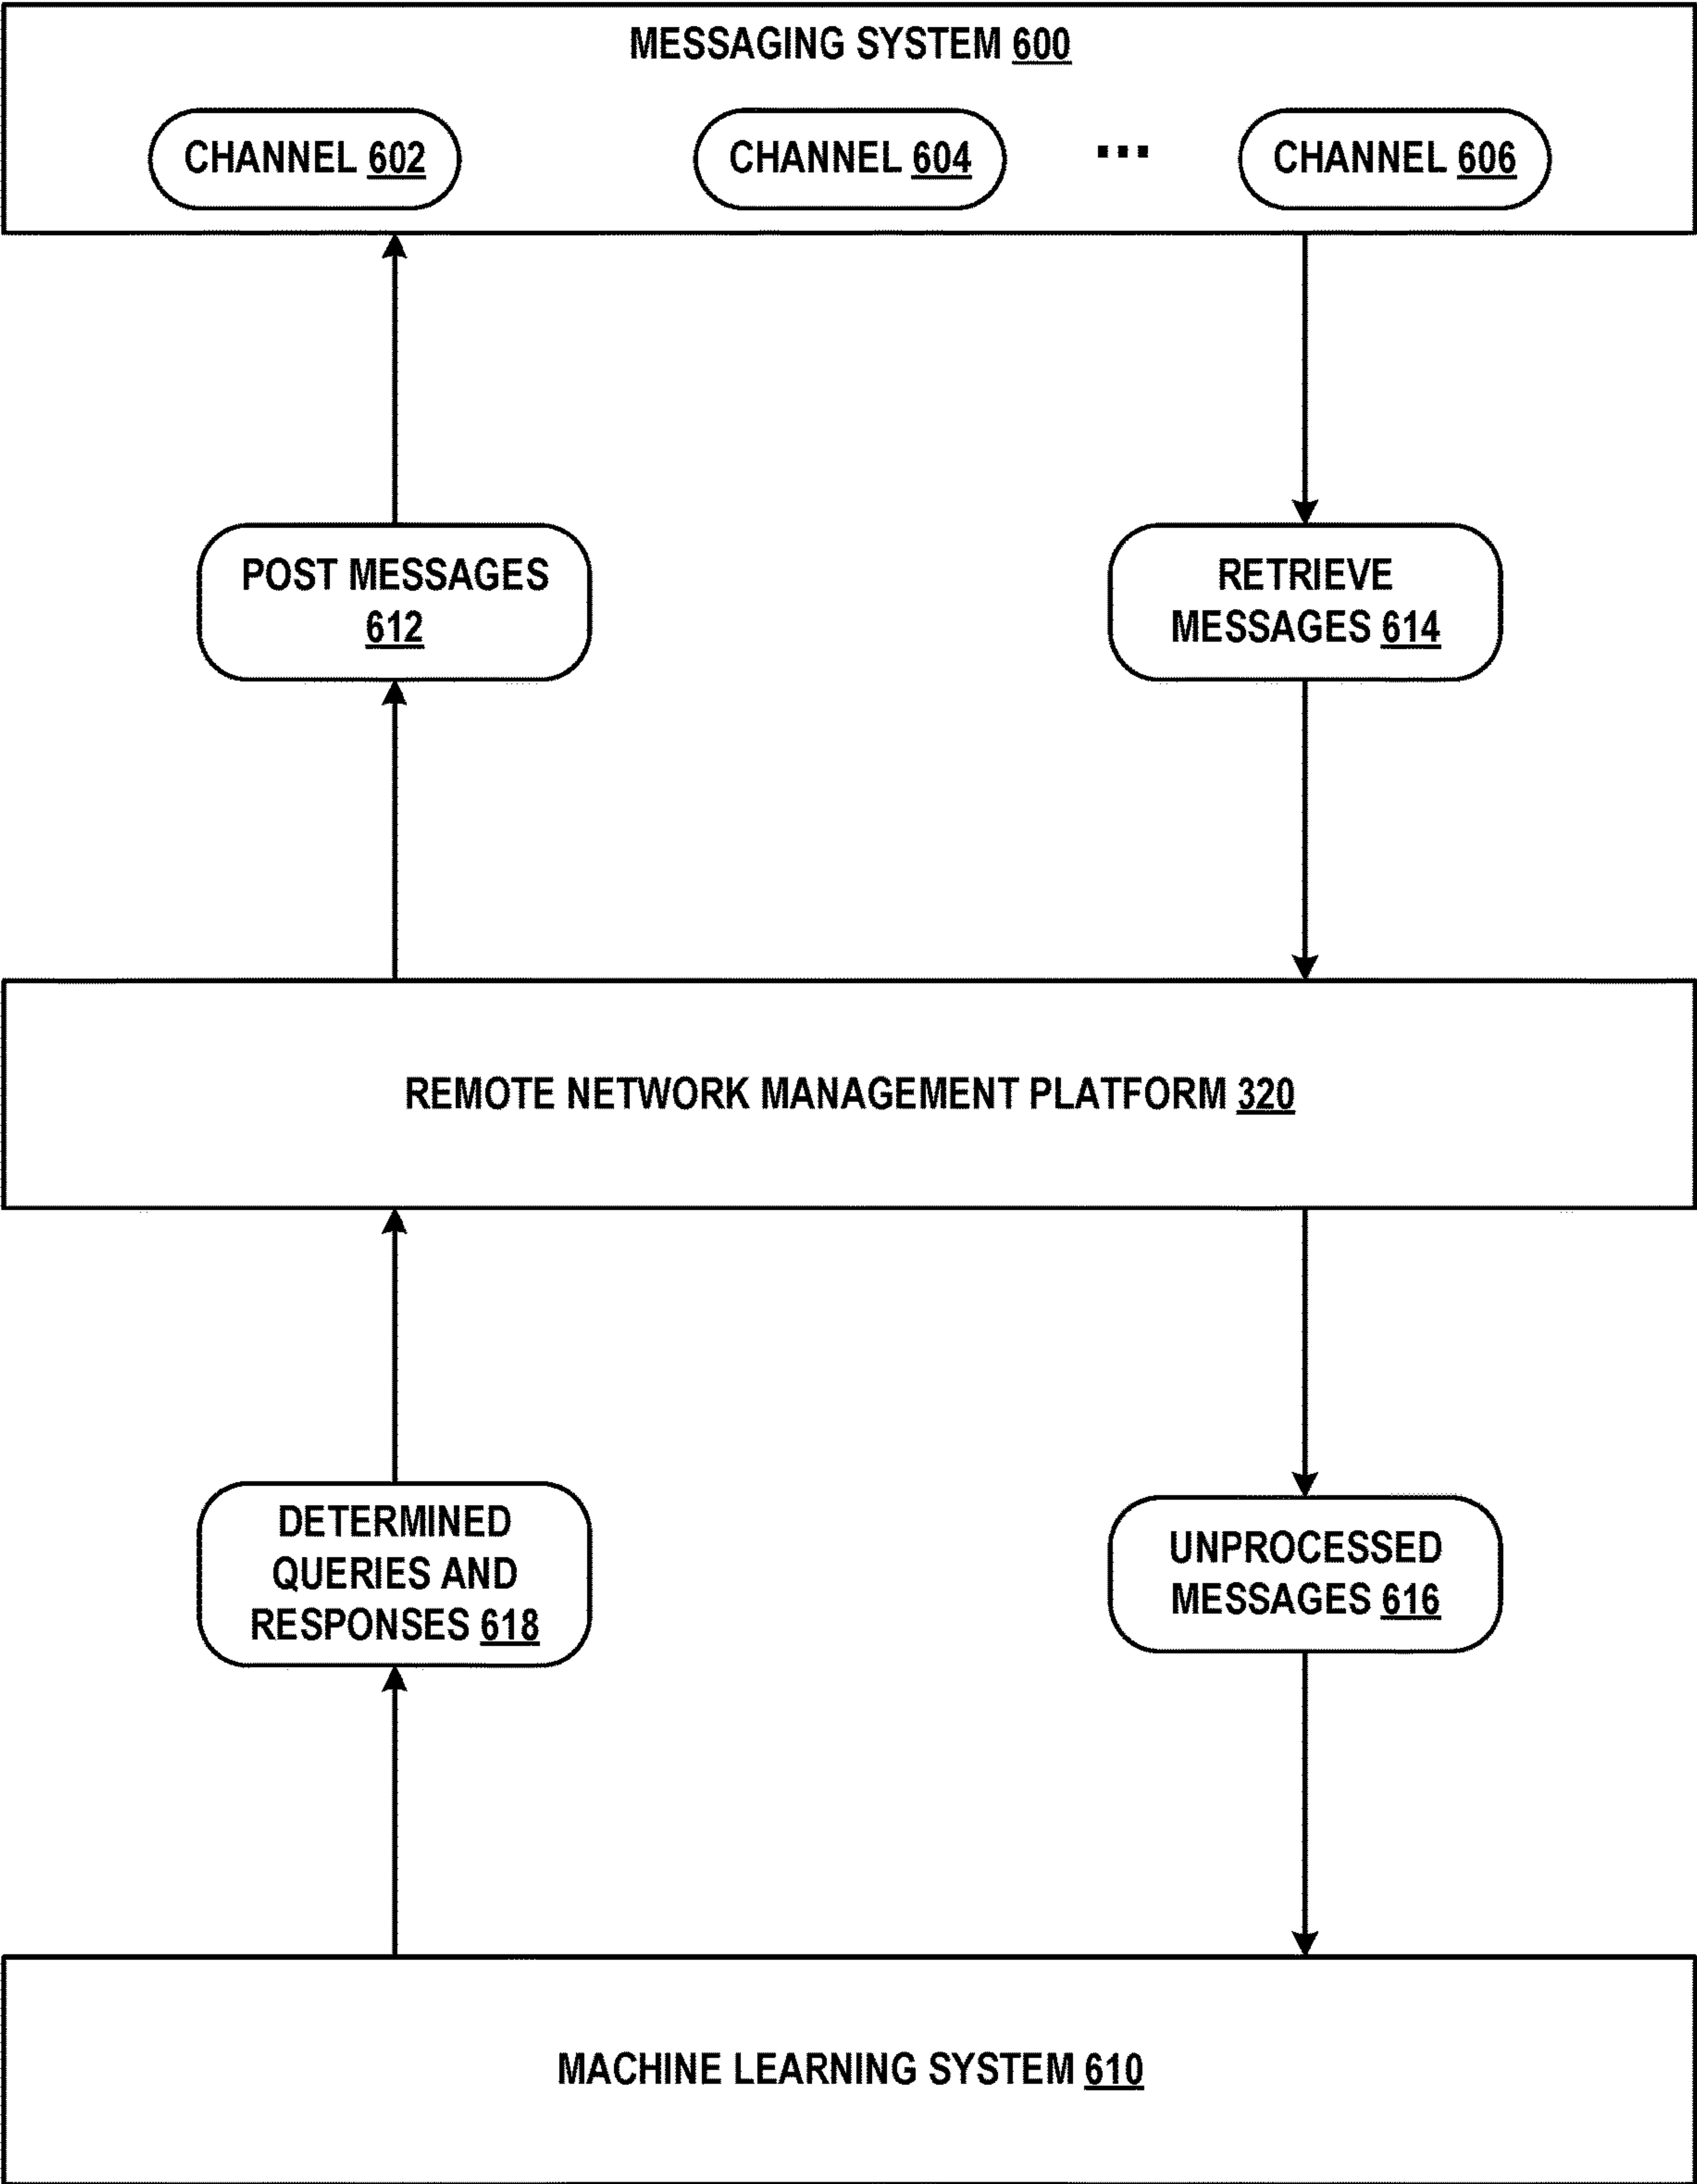 MESSAGING SYSTEM 600
CHANNEL 602
CHANNEL 604
...
CHANNEL 606
POST MESSAGES
612
RETRIEVE
MESSAGES 614
REMOTE NETWORK MANAGEMENT PLATFORM 320
DETERMINED
QUERIES AND
RESPONSES 618
UNPROCESSED
MESSAGES 616
MACHINE LEARNING SYSTEM 610